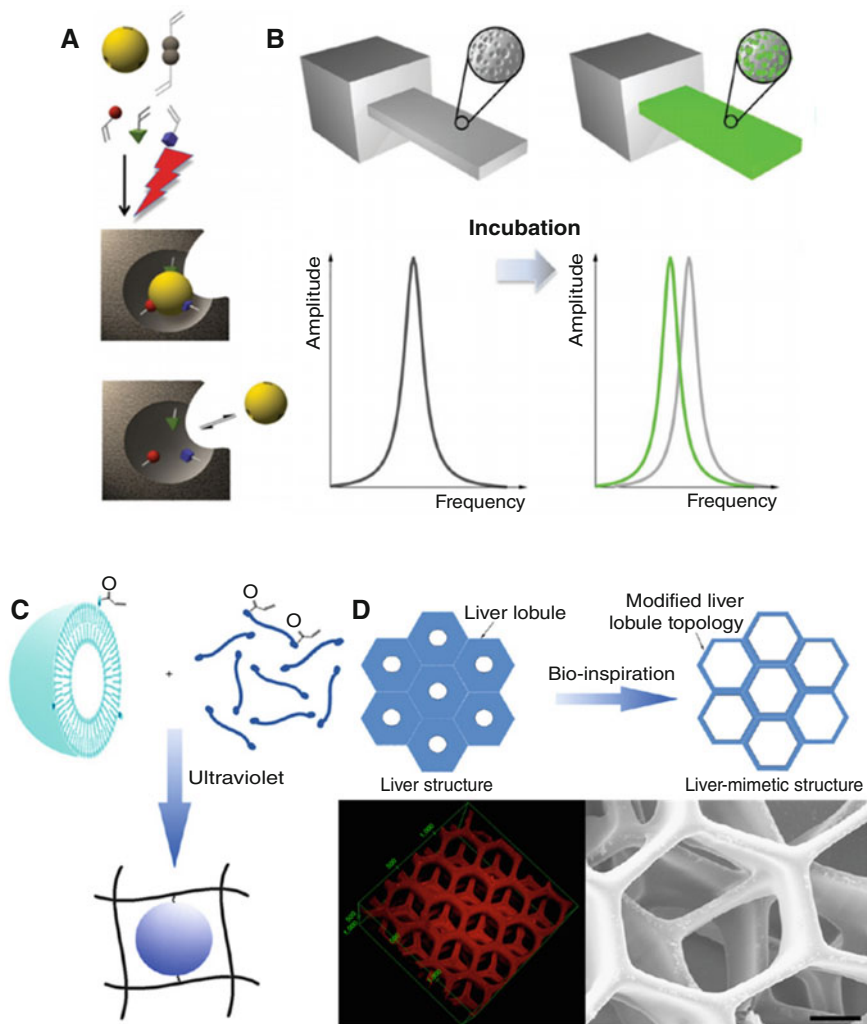 A
B
Incubation
Amplitude
Frequency
Amplitude
Frequency
C
O
O
O
+
Ultraviolet
D
Liver lobule
Liver structure
Bio-inspiration
Modified liver
lobule topology
Liver-mimetic structure